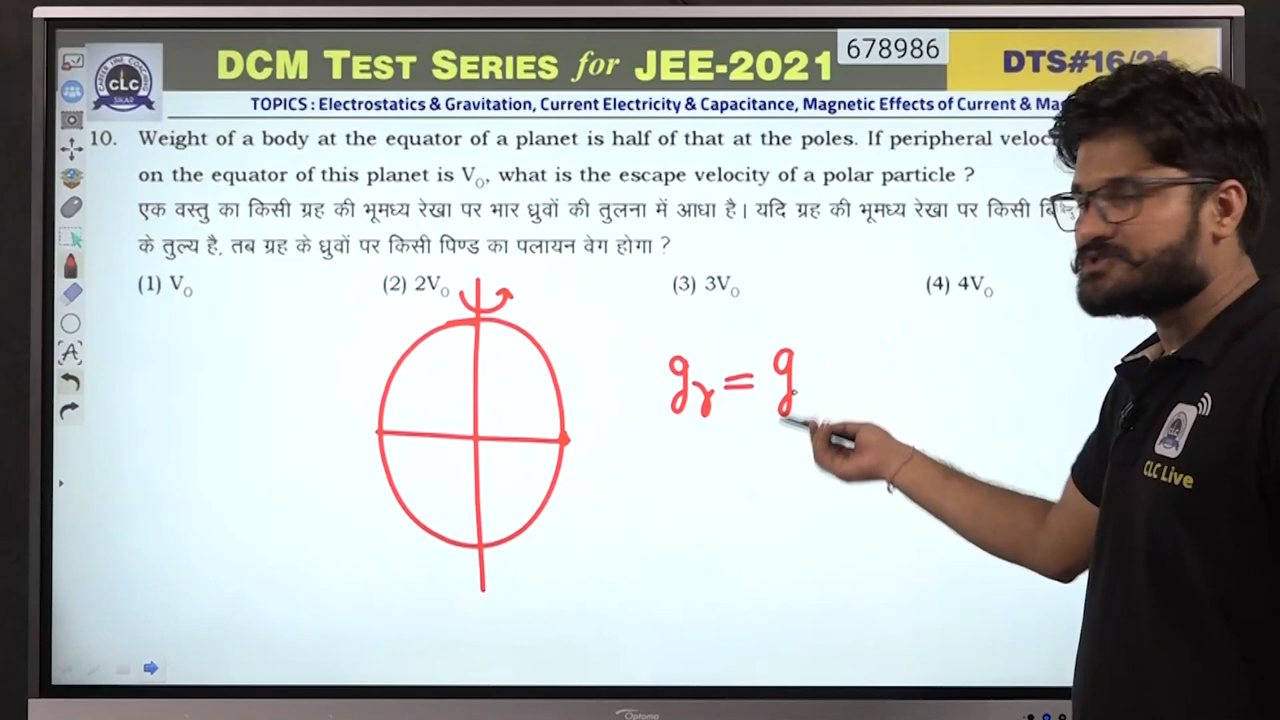 DCM TEST SERIES for JEE-2021
678986
DTS#16/21
CLC
SIKAR
TOPICS : Electrostatics & Gravitation, Current Electricity & Capacitance, Magnetic Effects of Current &
10. Weight of a body at the equator of a planet is half of that at the poles. If peripheral
on the equator of this planet is V₀, what is the escape velocity of a polar particle ?
एक वस्तु का किसी ग्रह की भूमध्य रेखा पर भार ध्रुवों की तुलना में आधा है। यदि ग्रह की भूमध्य रेखा पर किसी
के तुल्य है, तब ग्रह के ध्रुवों पर किसी पिण्ड का पलायन वेग होगा ?
(1) V₀ (2) 2V₀ (3) 3V₀ (4) 4V₀
gᵣ = g
A
CLC Live
Optoma